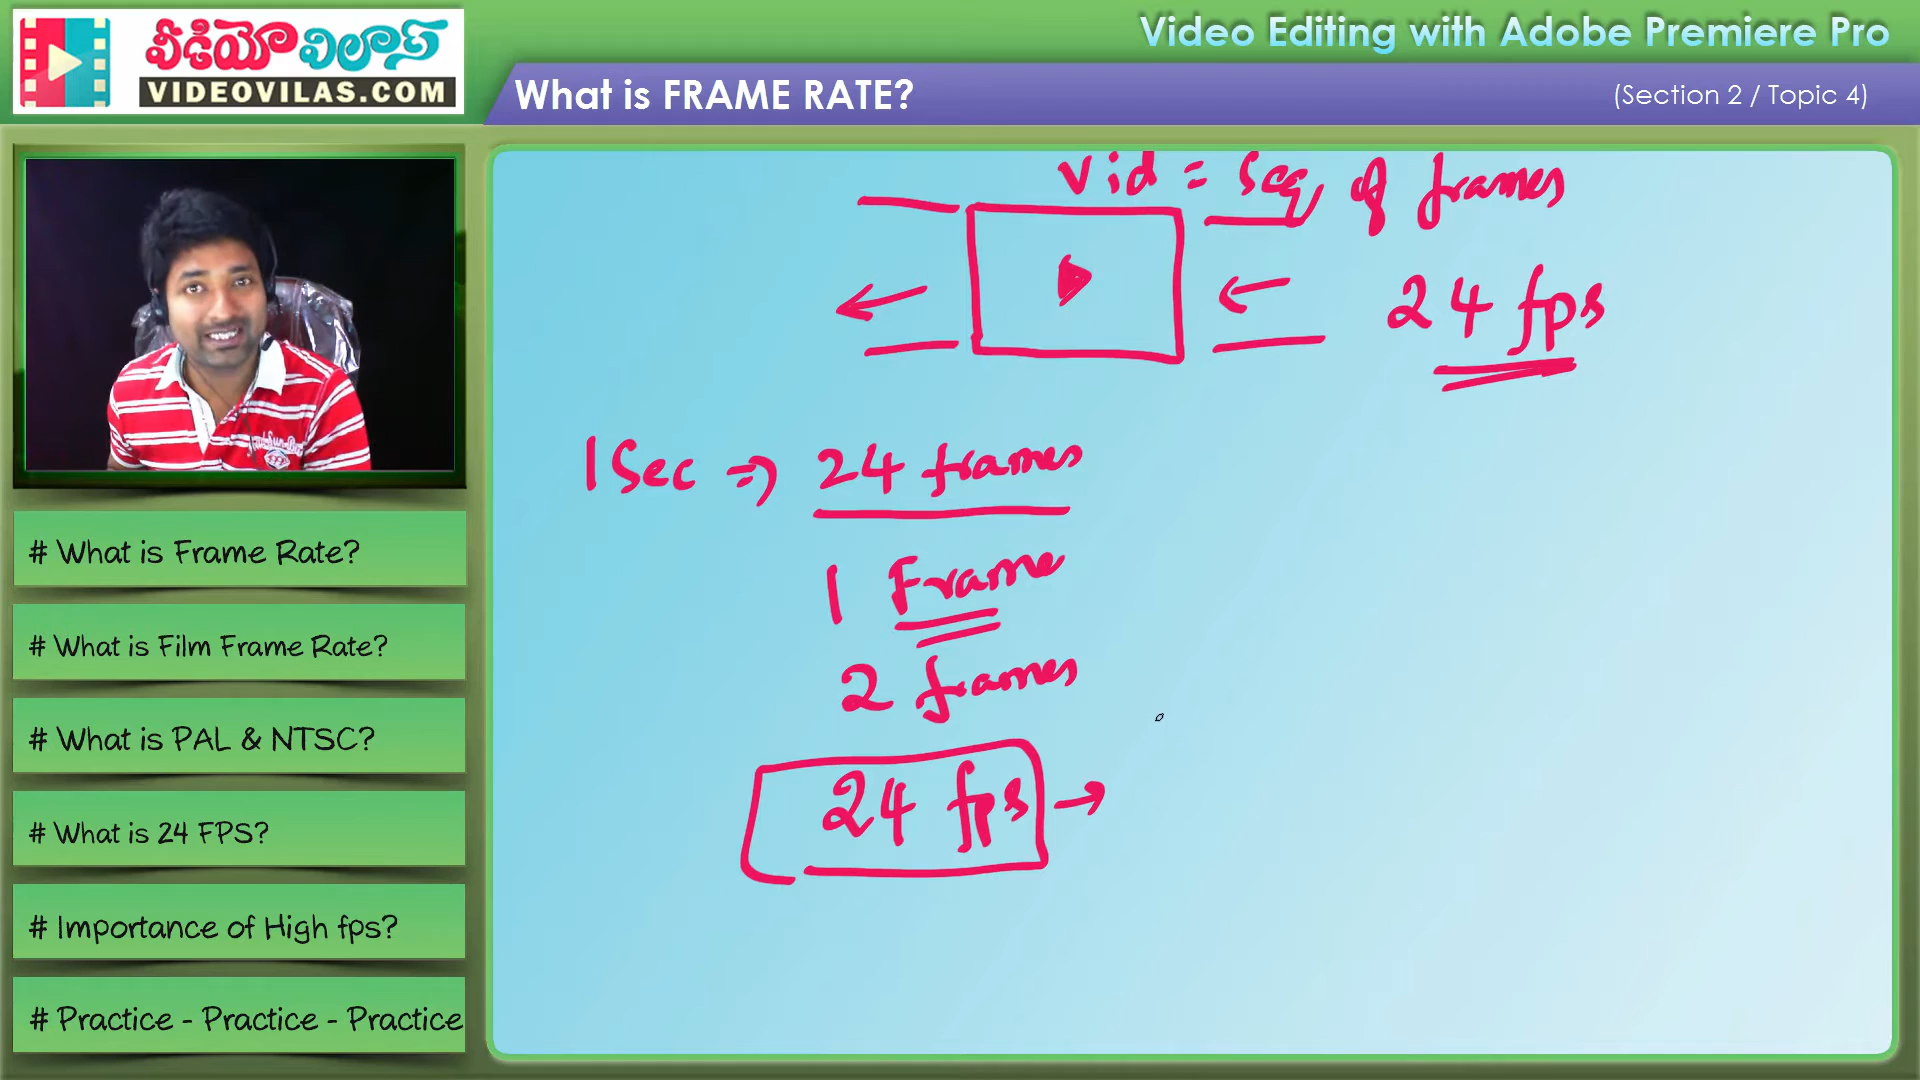 వీడియోవిలాస్
VIDEOVILAS.COM
Video Editing with Adobe Premiere Pro
What is FRAME RATE?
(Section 2 / Topic 4)
Vid = Seq of frames
24 fps
1 Sec => 24 frames
1 Frame
2 frames
24 fps →
# What is Frame Rate?
# What is Film Frame Rate?
# What is PAL & NTSC?
# What is 24 FPS?
# Importance of High fps?
# Practice - Practice - Practice